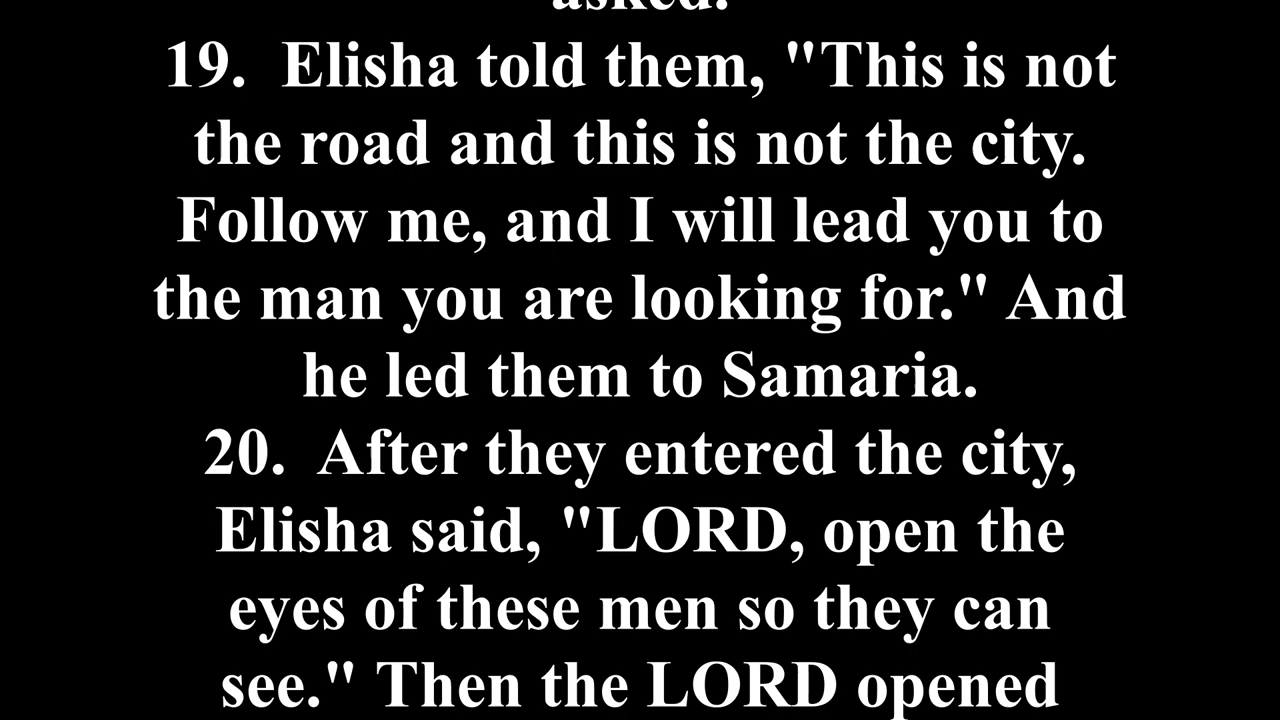 asked.
19. Elisha told them, "This is not
the road and this is not the city.
Follow me, and I will lead you to
the man you are looking for." And
he led them to Samaria.
20. After they entered the city,
Elisha said, "LORD, open the
eyes of these men so they can
see." Then the LORD opened